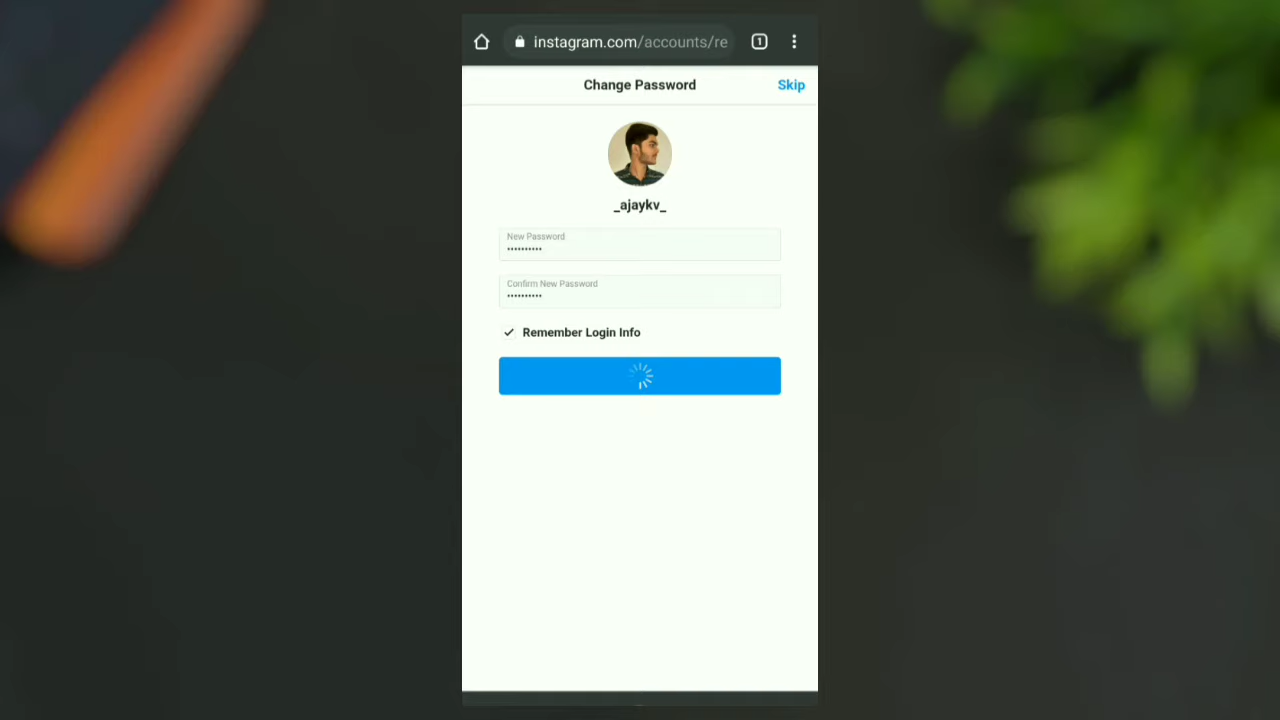 instagram.com/accounts/re
1
Change Password
Skip
_ajaykv_
New Password
••••••••••
Confirm New Password
••••••••••
Remember Login Info